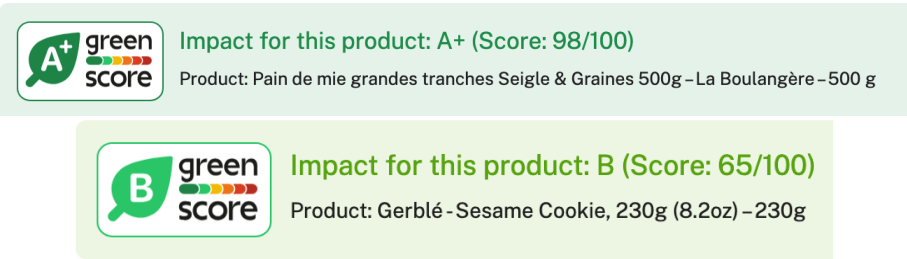 A+ green score
Impact for this product: A+ (Score: 98/100)
Product: Pain de mie grandes tranches Seigle & Graines 500g – La Boulangère – 500 g
B green score
Impact for this product: B (Score: 65/100)
Product: Gerblé - Sesame Cookie, 230g (8.2oz) – 230g